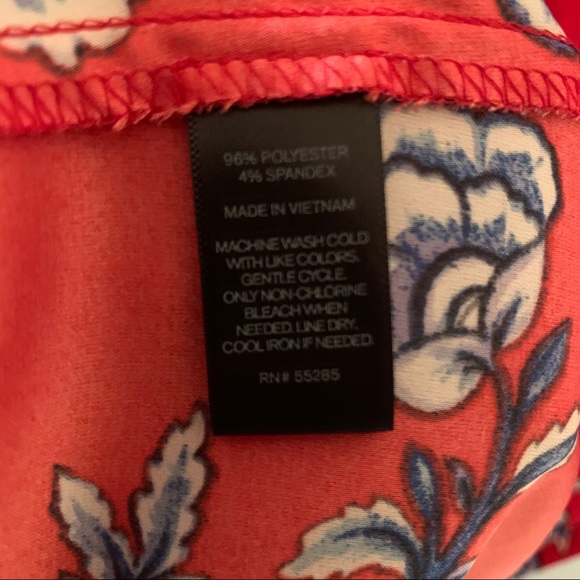 96% POLYESTER
4% SPANDEX
MADE IN VIETNAM
MACHINE WASH COLD
WITH LIKE COLORS.
GENTLE CYCLE.
ONLY NON-CHLORINE
BLEACH WHEN
NEEDED. LINE DRY.
COOL IRON IF NEEDED.
RN# 55285